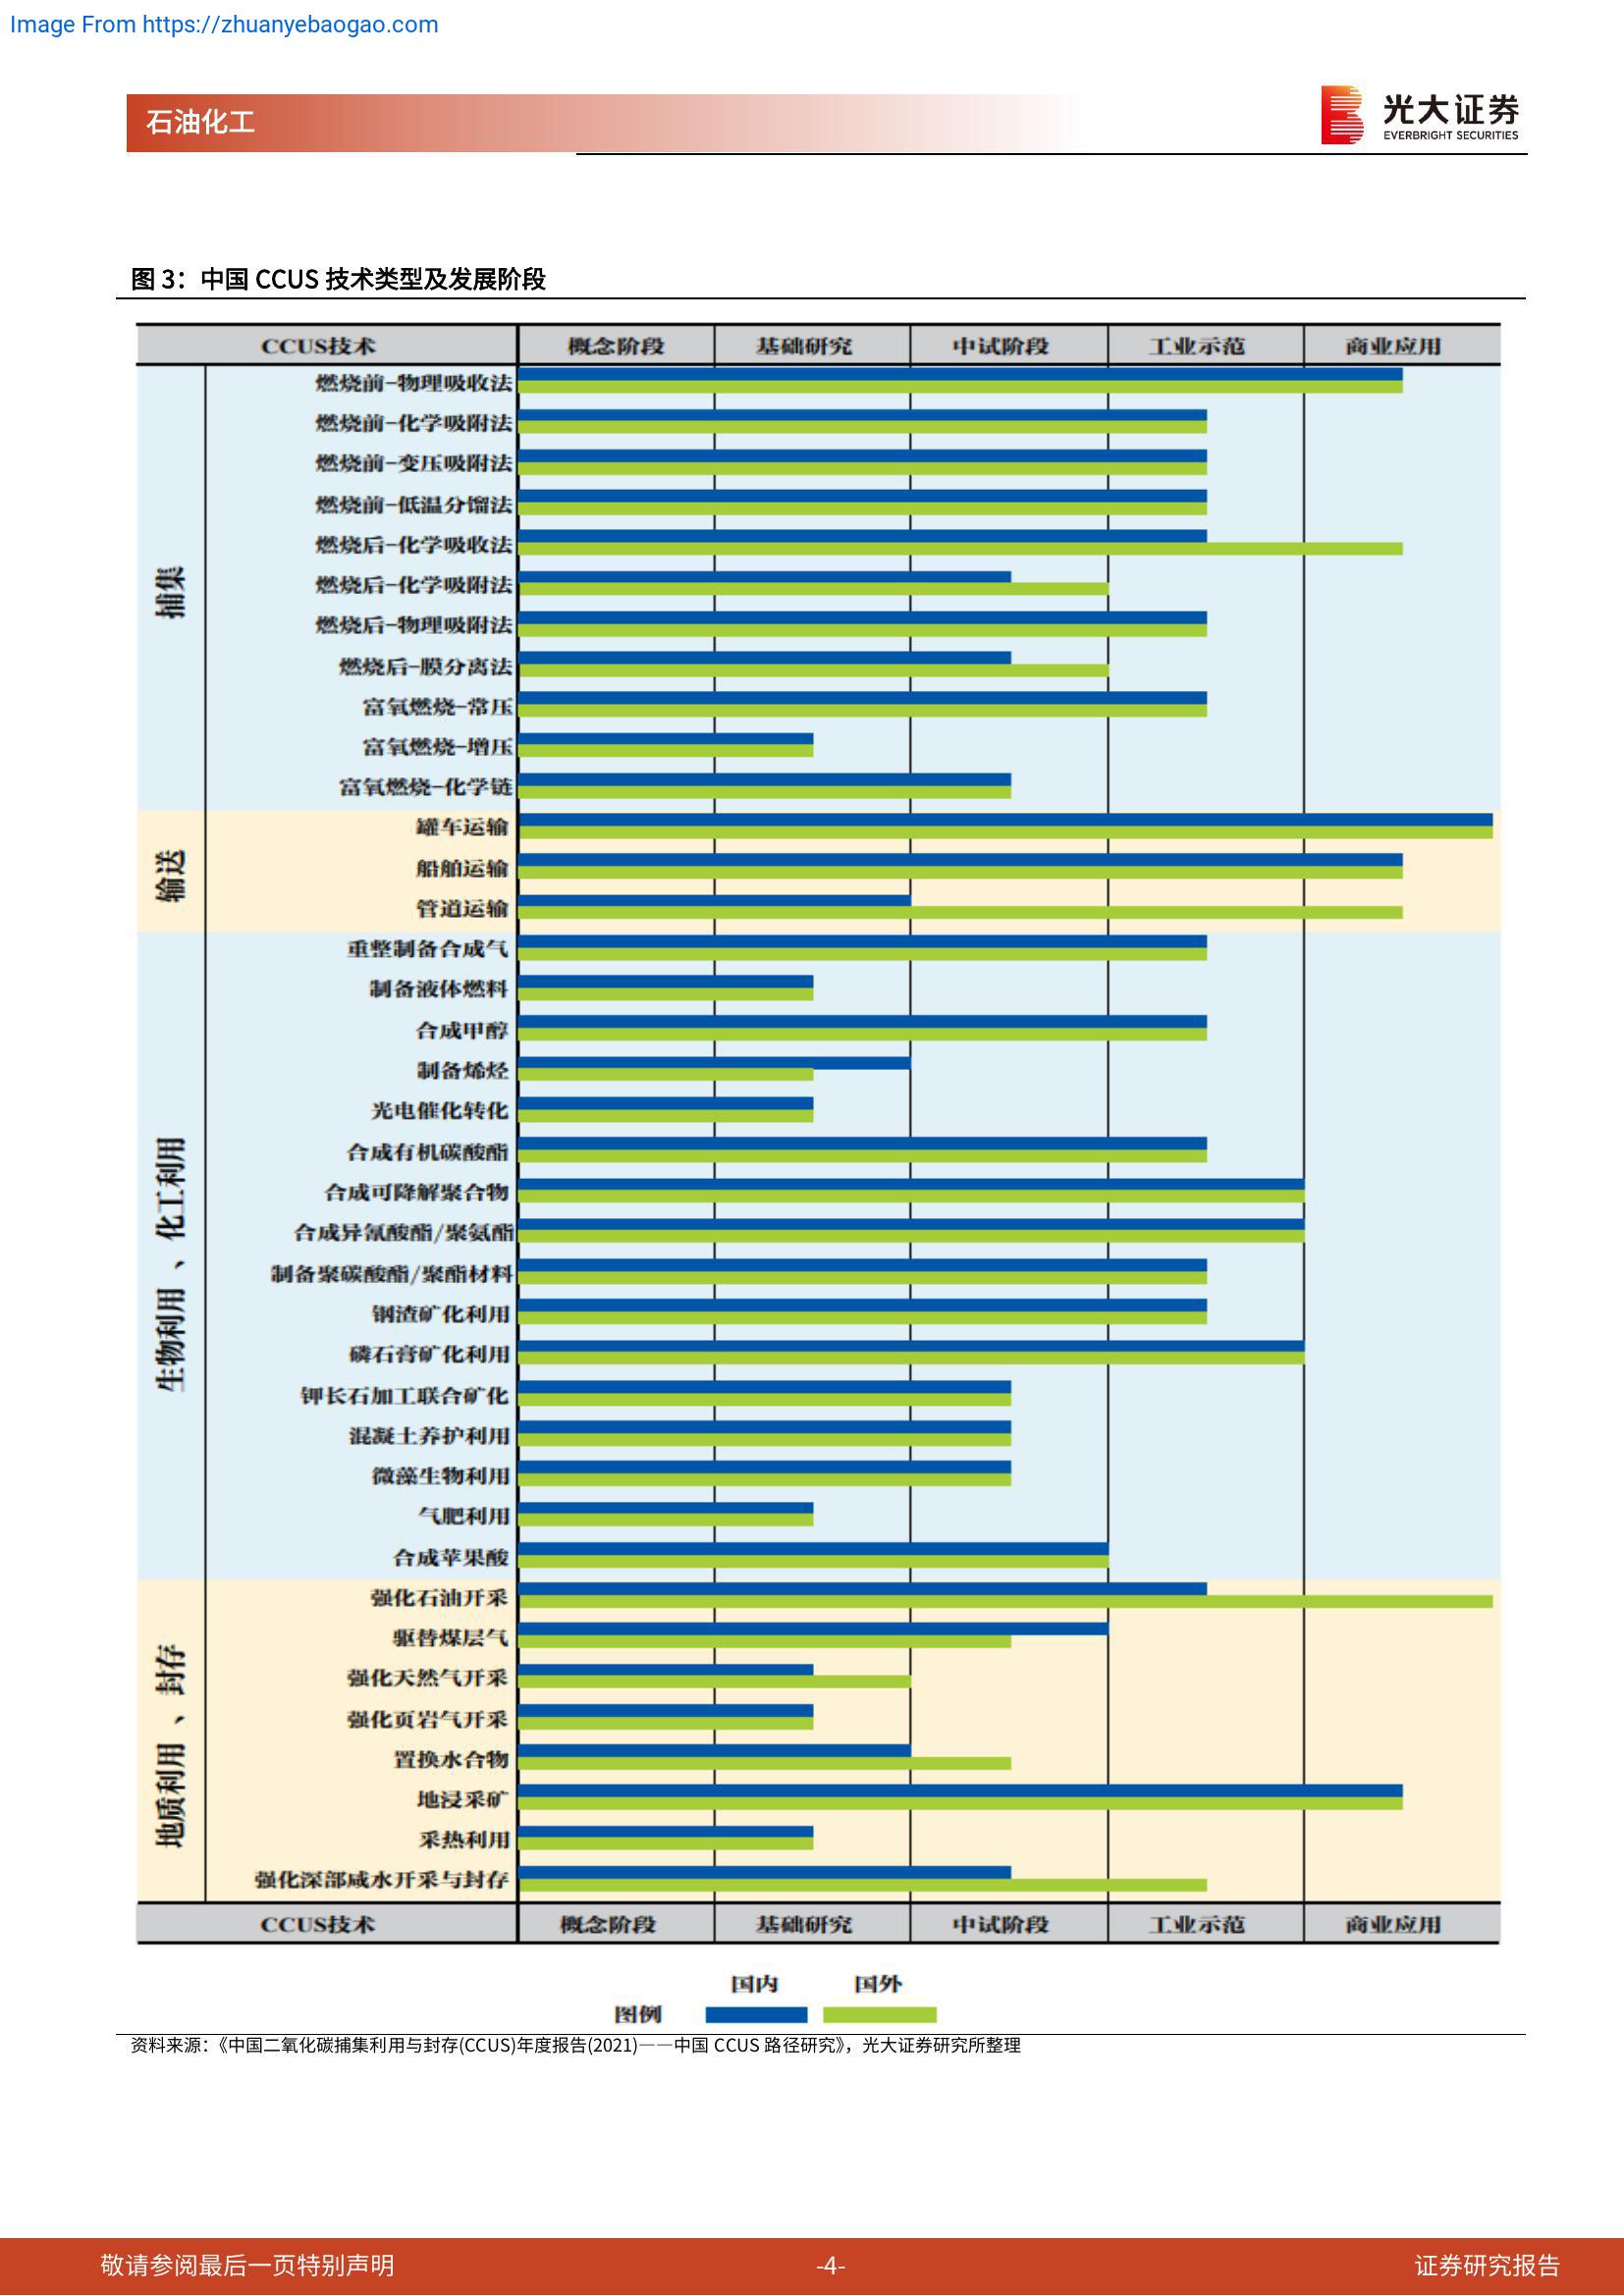 Image From https://zhuanyebaogao.com
石油化工
光大证券
EVERBRIGHT SECURITIES
图 3：中国 CCUS 技术类型及发展阶段
CCUS技术 概念阶段 基础研究 中试阶段 工业示范 商业应用
捕集
燃烧前-物理吸收法
燃烧前-化学吸附法
燃烧前-变压吸附法
燃烧前-低温分馏法
燃烧后-化学吸收法
燃烧后-化学吸附法
燃烧后-物理吸附法
燃烧后-膜分离法
富氧燃烧-常压
富氧燃烧-增压
富氧燃烧-化学链
输送
罐车运输
船舶运输
管道运输
生物利用、化工利用
重整制备合成气
制备液体燃料
合成甲醇
制备烯烃
光电催化转化
合成有机碳酸酯
合成可降解聚合物
合成异氰酸酯/聚氨酯
制备聚碳酸酯/聚酯材料
钢渣矿化利用
磷石膏矿化利用
钾长石加工联合矿化
混凝土养护利用
微藻生物利用
气肥利用
合成苹果酸
地质利用、封存
强化石油开采
驱替煤层气
强化天然气开采
强化页岩气开采
置换水合物
地浸采矿
采热利用
强化深部咸水开采与封存
CCUS技术 概念阶段 基础研究 中试阶段 工业示范 商业应用
国内 国外
图例
资料来源：《中国二氧化碳捕集利用与封存(CCUS)年度报告(2021)——中国 CCUS 路径研究》，光大证券研究所整理
敬请参阅最后一页特别声明 -4- 证券研究报告